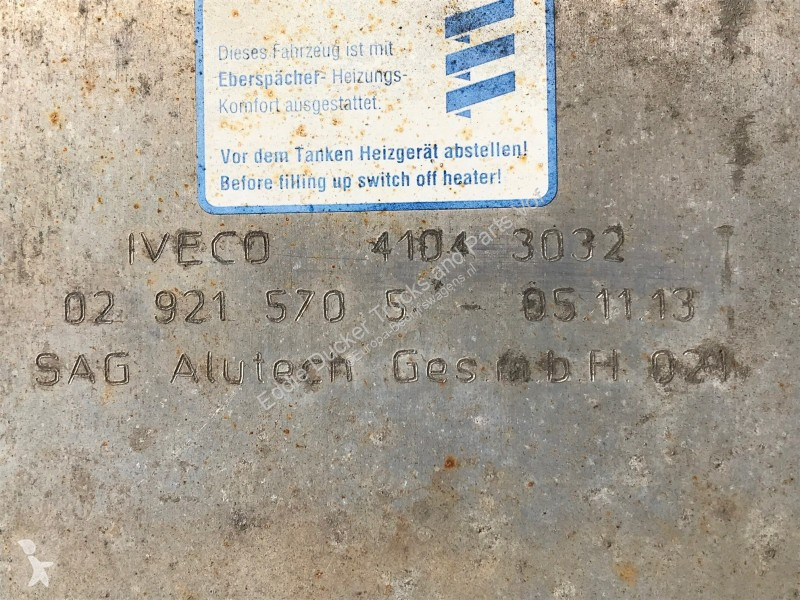 Dieses Fahrzeug ist mit
Eberspächer- Heizungs-
Komfort ausgestattet.
Vor dem Tanken Heizgerät abstellen!
Before filling up switch off heater!
IVECO 4104 3032
02 921 570 5 - 05.11.13
SAG Alutech Ges.m.b.H. 021